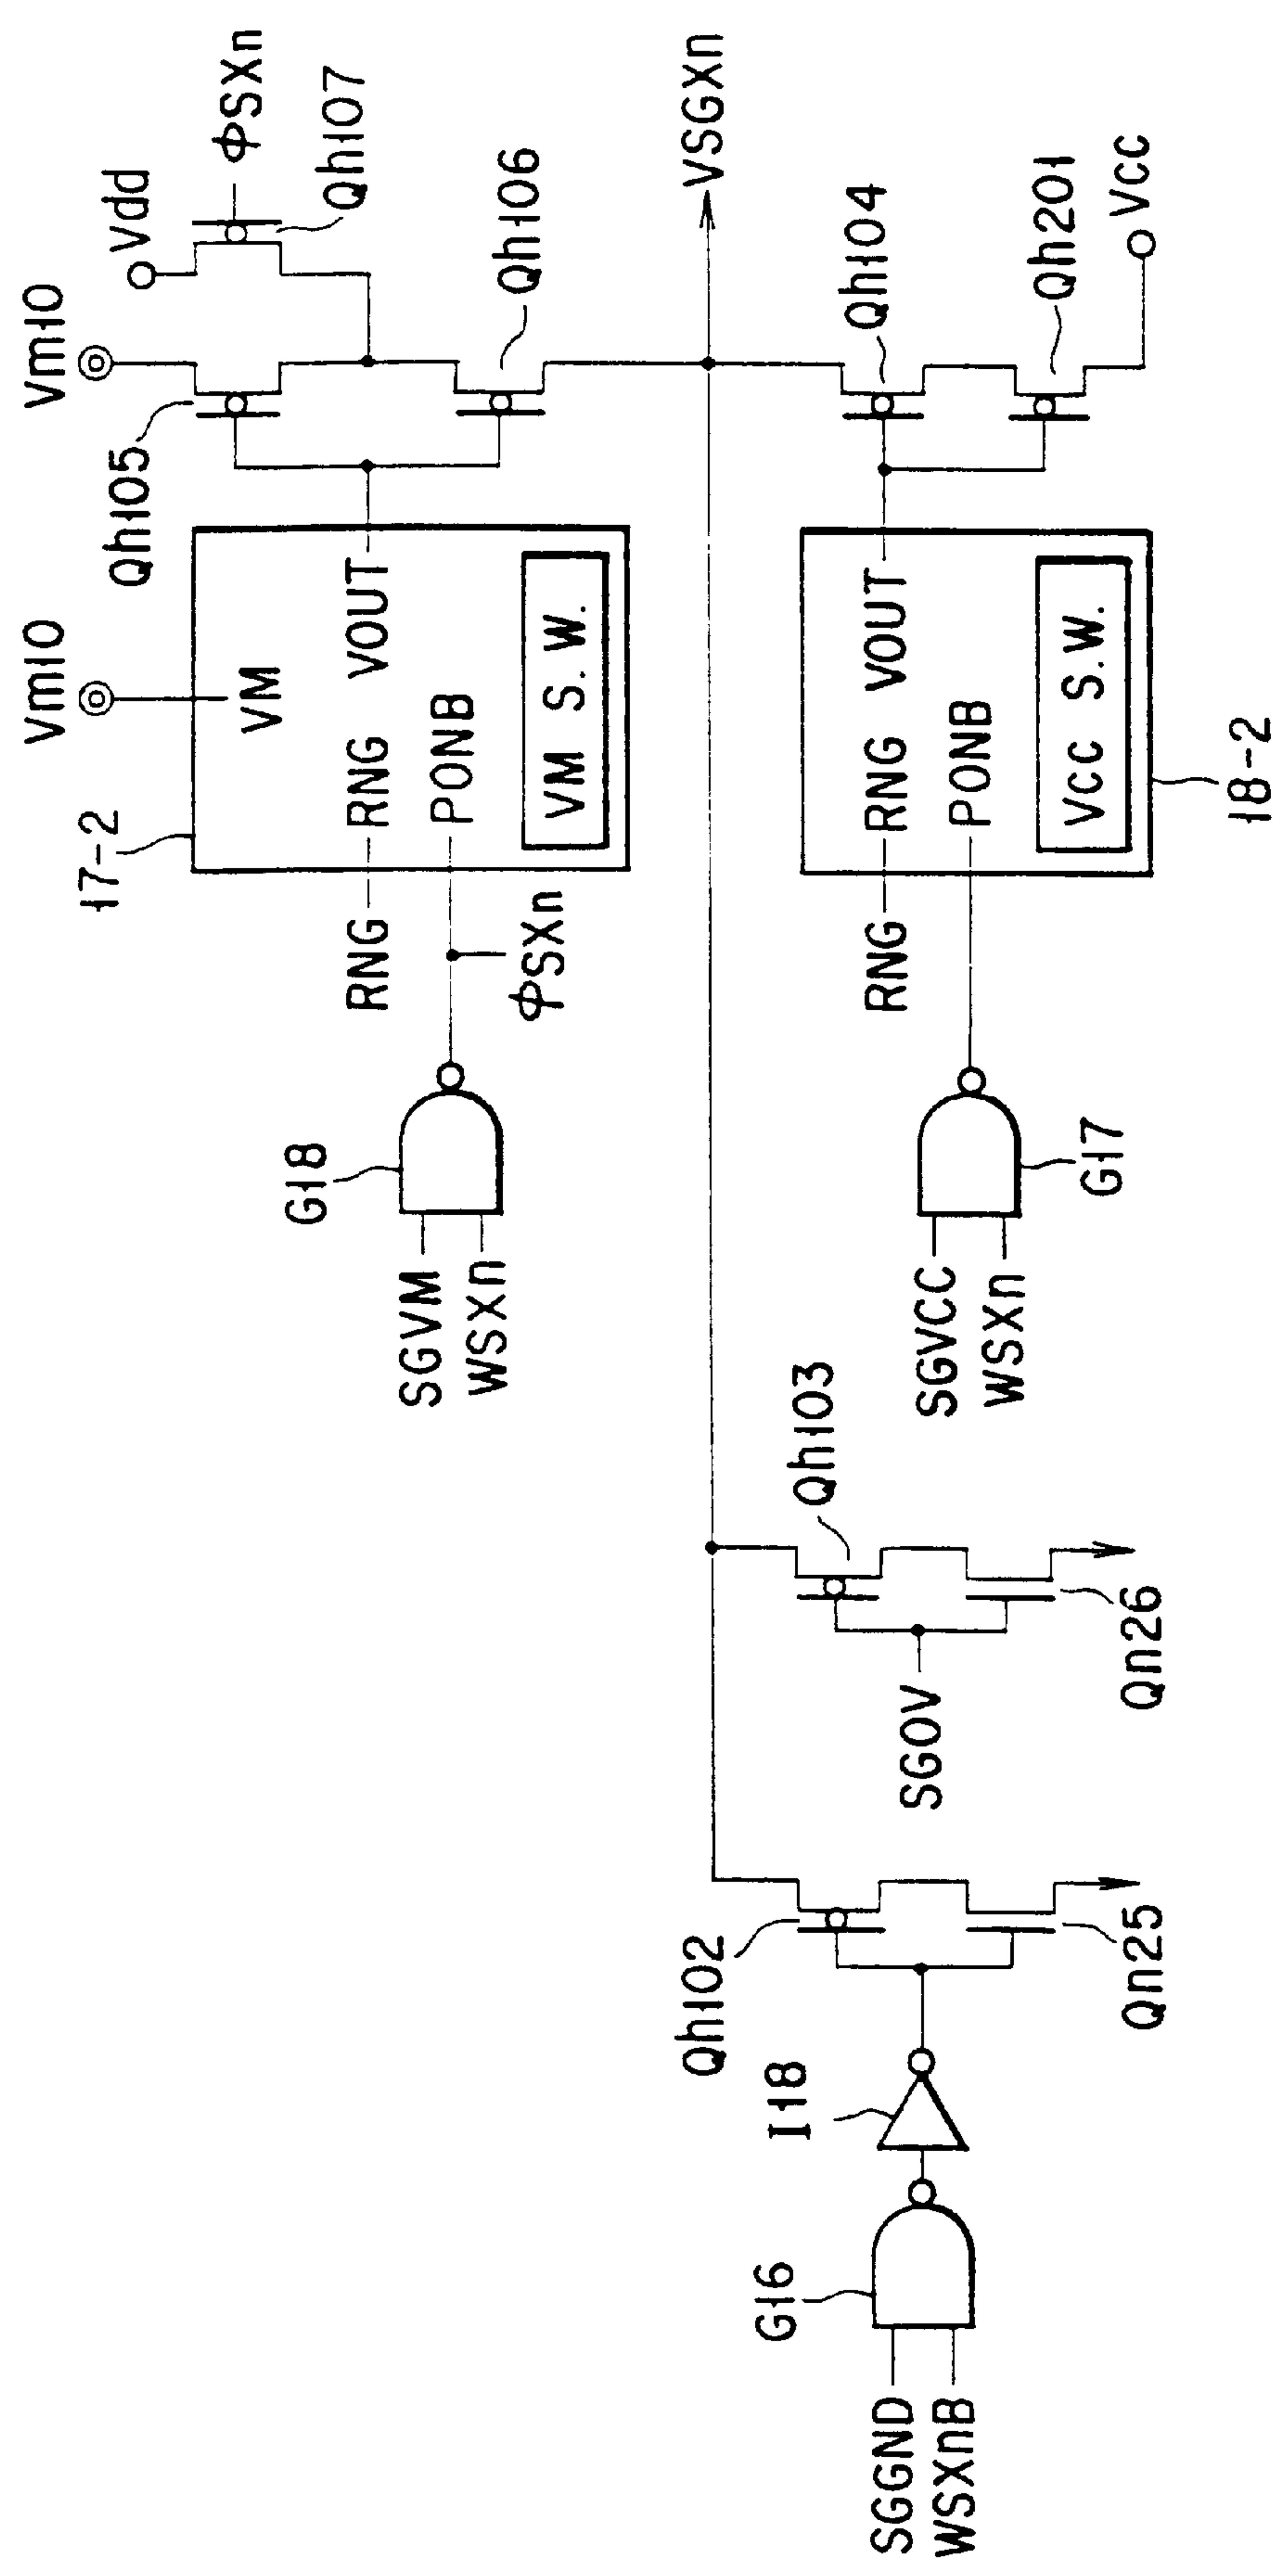 Vm10
Vm10
Vdd
φSXn
Qh105
Qh107
17-2
VM
RNG
RNG
VOUT
PONB
VM S.W.
Qh106
φSXn
G18
SGVM
WSXn
VSGXn
Qh104
Qh201
Vcc
RNG
RNG
VOUT
PONB
Vcc S.W.
18-2
G17
SGVCC
WSXn
Qh103
SG0V
Qn26
Qh102
Qn25
I18
G16
SGGND
WSXnB